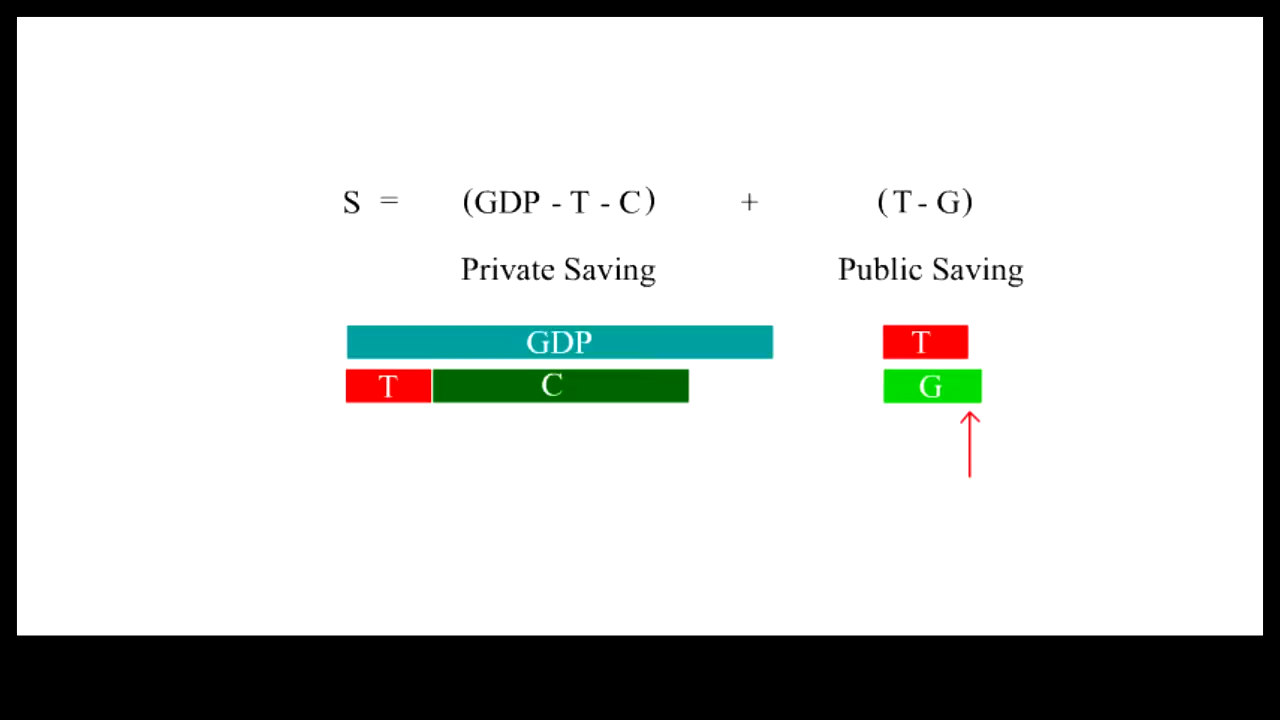 S = (GDP - T - C) + (T - G)
Private Saving Public Saving
GDP T
T C G